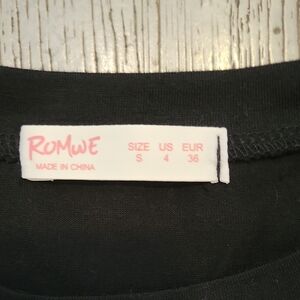 ROMWE
MADE IN CHINA
SIZE US EUR
S 4 36